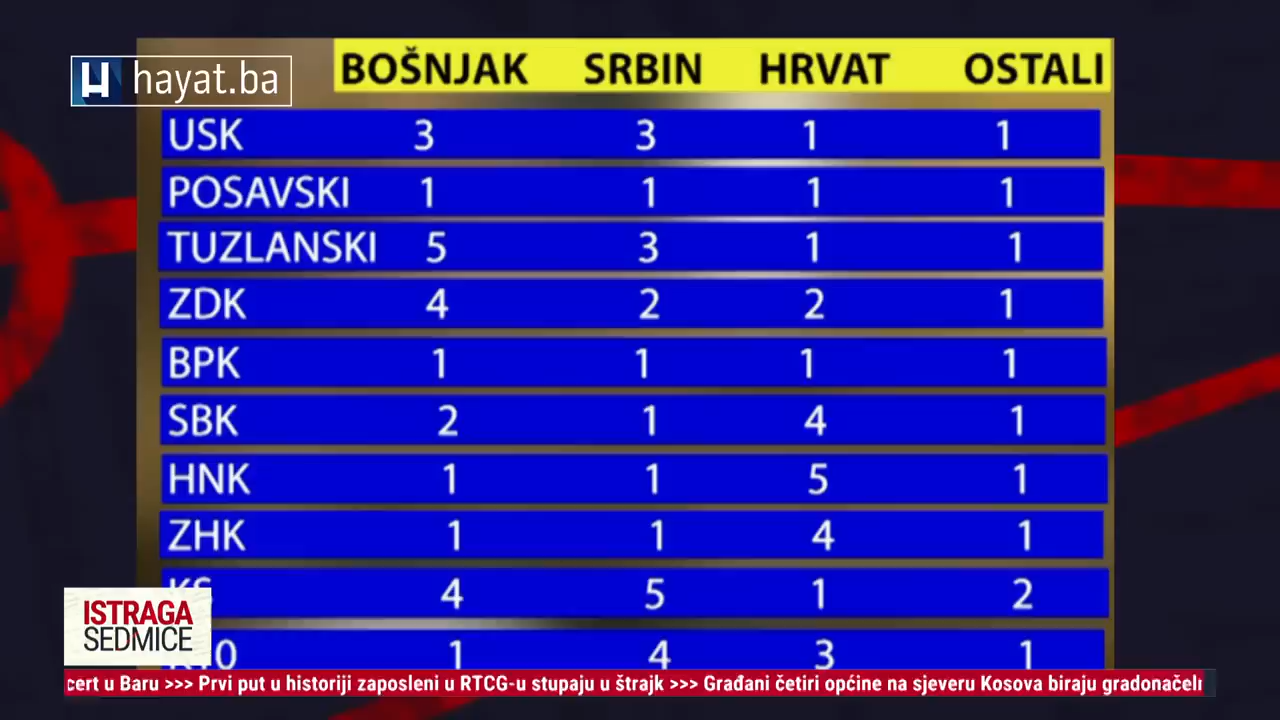 BOŠNJAK SRBIN HRVAT OSTALI
hayat.ba
USK 3 3 1 1
POSAVSKI 1 1 1 1
TUZLANSKI 5 3 1 1
ZDK 4 2 2 1
BPK 1 1 1 1
SBK 2 1 4 1
HNK 1 1 5 1
ZHK 1 1 4 1
KS 4 5 1 2
K10 1 4 3 1
ISTRAGA
SEDMICE
cert u Baru >>> Prvi put u historiji zaposleni u RTCG-u stupaju u štrajk >>> Građani četiri općine na sjeveru Kosova biraju gradonačeln